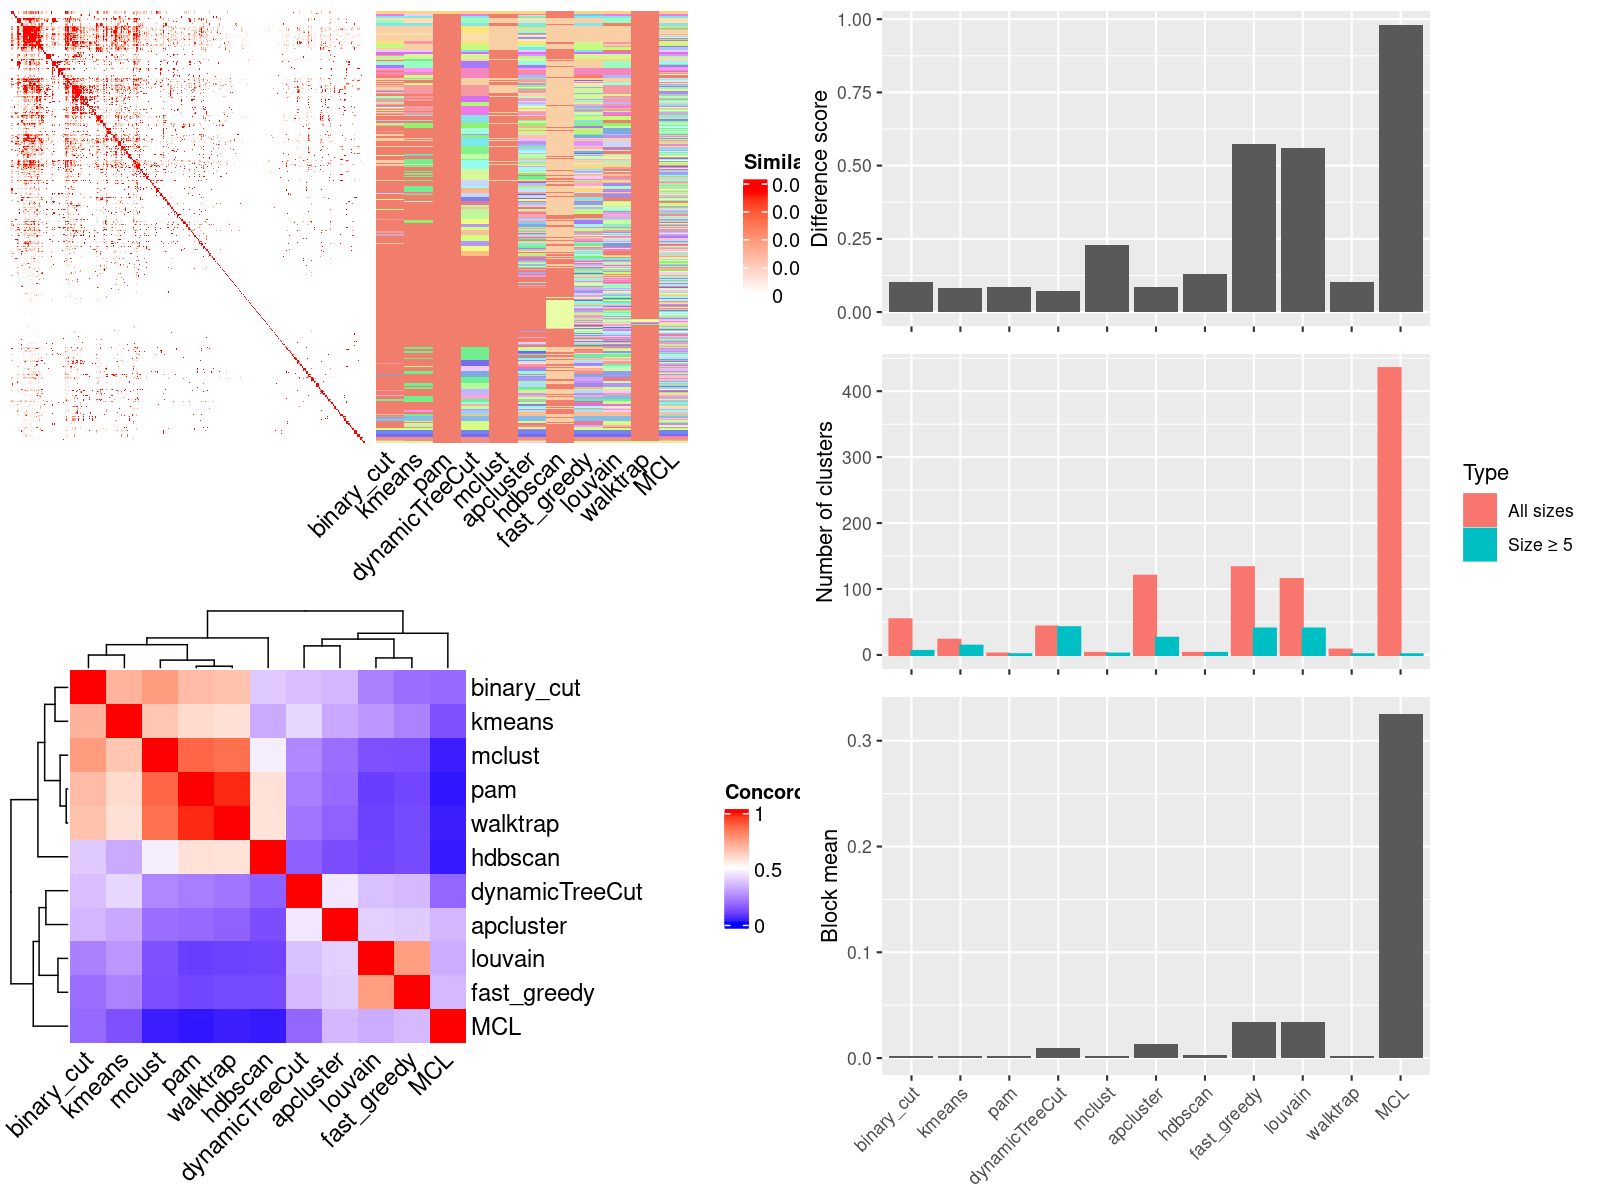 Simila
0.0
0.0
0.0
0.0
0
binary_cut
kmeans
pam
dynamicTreeCut
mclust
apcluster
hdbscan
fast_greedy
louvain
walktrap
MCL
binary_cut
kmeans
mclust
pam
walktrap
hdbscan
dynamicTreeCut
apcluster
louvain
fast_greedy
MCL
binary_cut
kmeans
mclust
pam
walktrap
hdbscan
dynamicTreeCut
apcluster
louvain
fast_greedy
MCL
Concord
1
0.5
0
Difference score
1.00
0.75
0.50
0.25
0.00
Number of clusters
400
300
200
100
0
Type
All sizes
Size ≥ 5
Block mean
0.3
0.2
0.1
0.0
binary_cut
kmeans
pam
dynamicTreeCut
mclust
apcluster
hdbscan
fast_greedy
louvain
walktrap
MCL